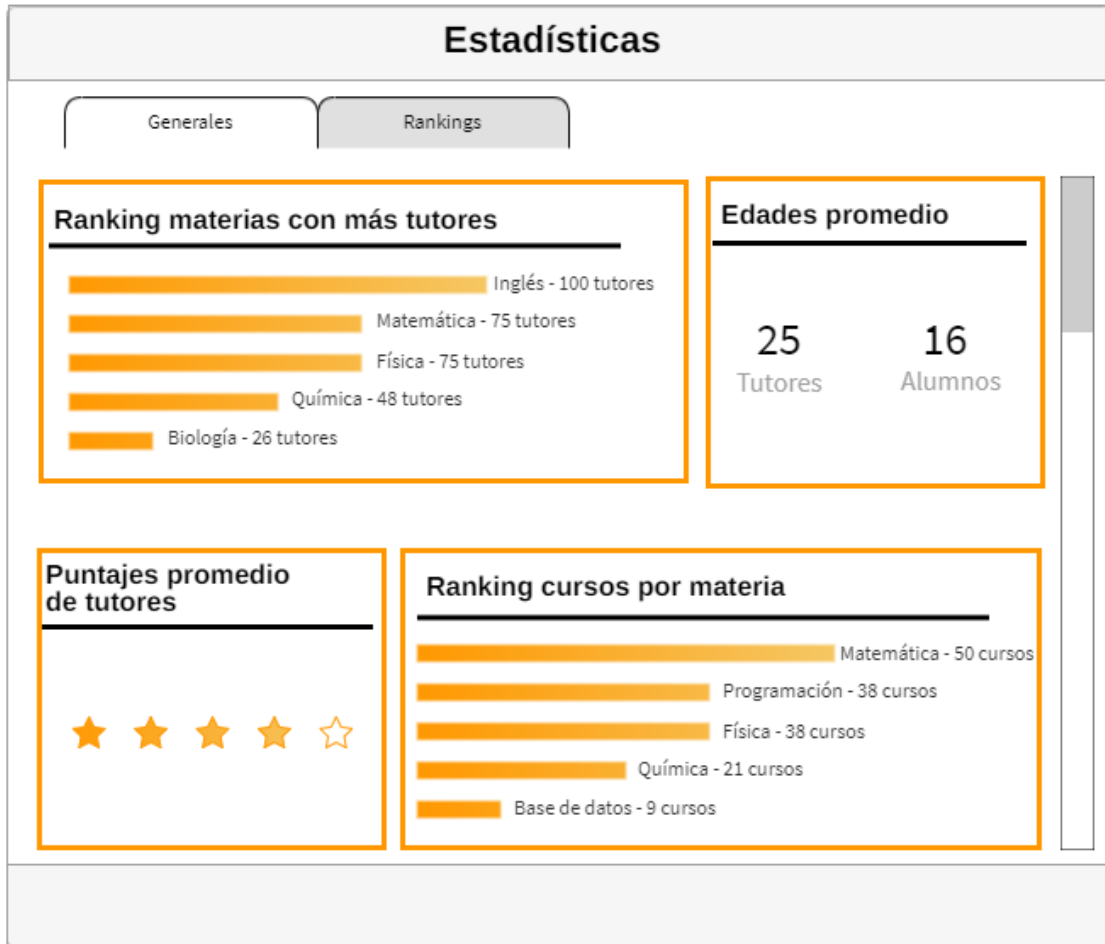 Estadísticas
Generales
Rankings
Ranking materias con más tutores
Inglés - 100 tutores
Matemática - 75 tutores
Física - 75 tutores
Química - 48 tutores
Biología - 26 tutores
Edades promedio
25
Tutores
16
Alumnos
Puntajes promedio
de tutores
Ranking cursos por materia
Matemática - 50 cursos
Programación - 38 cursos
Física - 38 cursos
Química - 21 cursos
Base de datos - 9 cursos